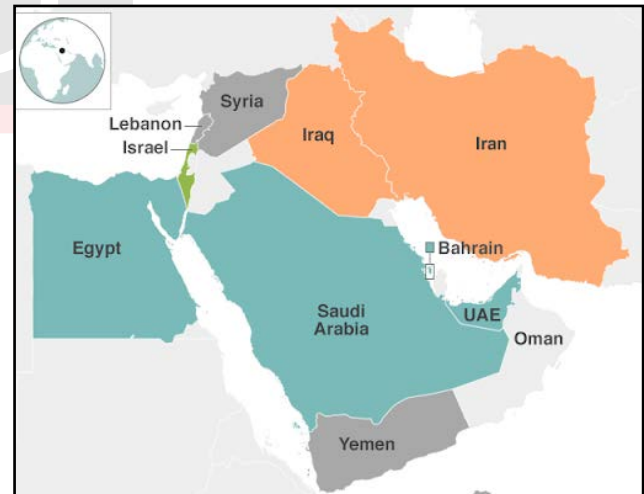 Syria
Lebanon
Israel
Iraq
Iran
Egypt
Bahrain
Saudi
Arabia
UAE
Oman
Yemen